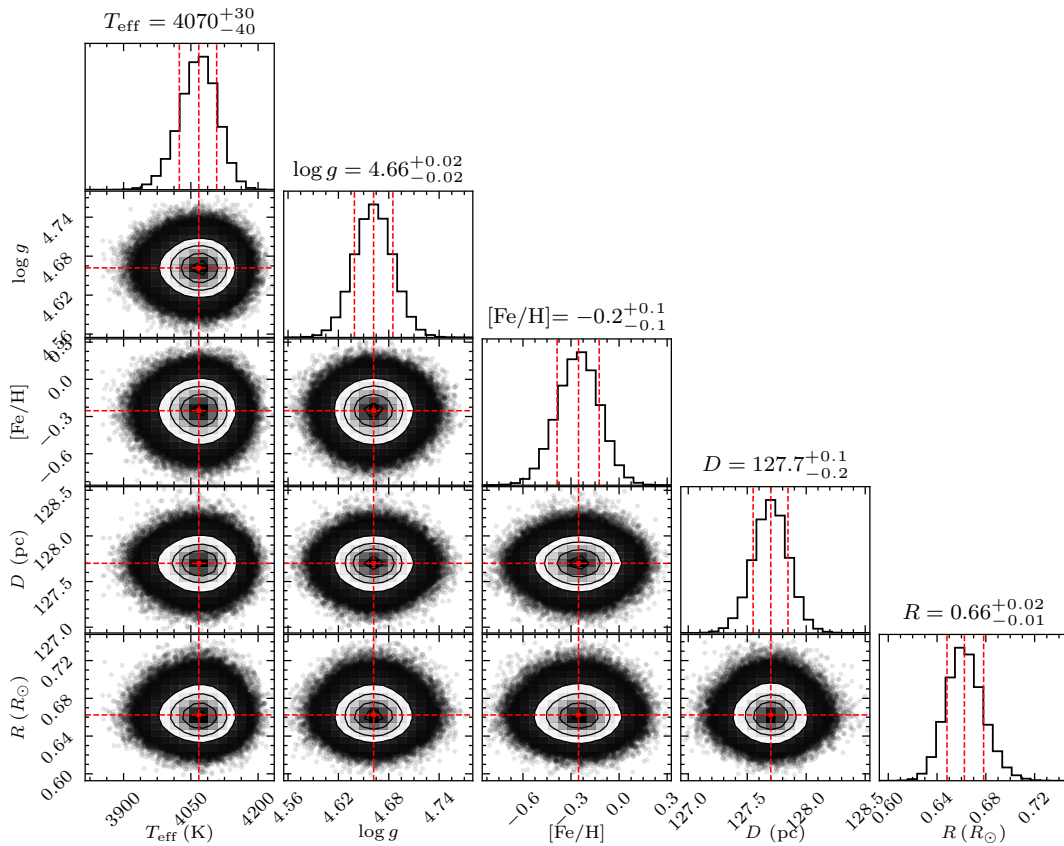 T_eff = 4070 +30 −40
log g = 4.66 +0.02 −0.02
[Fe/H]= −0.2 +0.1 −0.1
D = 127.7 +0.1 −0.2
R = 0.66 +0.02 −0.01
4.74
4.68
4.62
4.56
log g
0.3
0.0
−0.3
−0.6
[Fe/H]
128.5
128.0
127.5
127.0
D (pc)
0.72
0.68
0.64
0.60
R (R⊙)
3900 4050 4200
T_eff (K)
4.56 4.62 4.68 4.74
log g
−0.6 −0.3 0.0 0.3
[Fe/H]
127.0 127.5 128.0 128.5
D (pc)
0.60 0.64 0.68 0.72
R (R⊙)